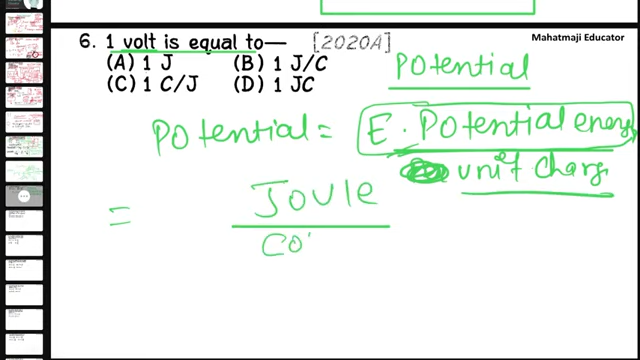 6. 1 volt is equal to— [2020A]
Mahatmaji Educator
(A) 1 J (B) 1 J/C
(C) 1 C/J (D) 1 JC
Potential
Potential = E. Potential energy
unit Charge
= Joule
Co